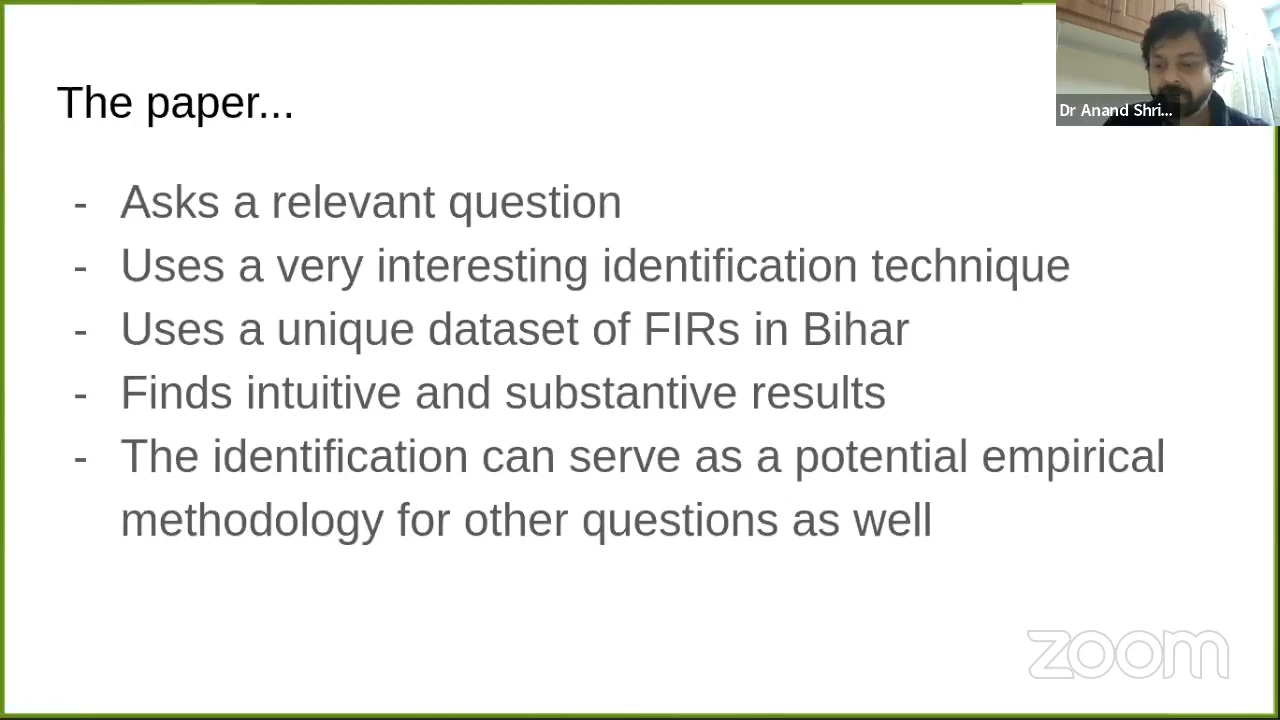 The paper...
Dr Anand Shri...
- Asks a relevant question
- Uses a very interesting identification technique
- Uses a unique dataset of FIRs in Bihar
- Finds intuitive and substantive results
- The identification can serve as a potential empirical
methodology for other questions as well
zoom